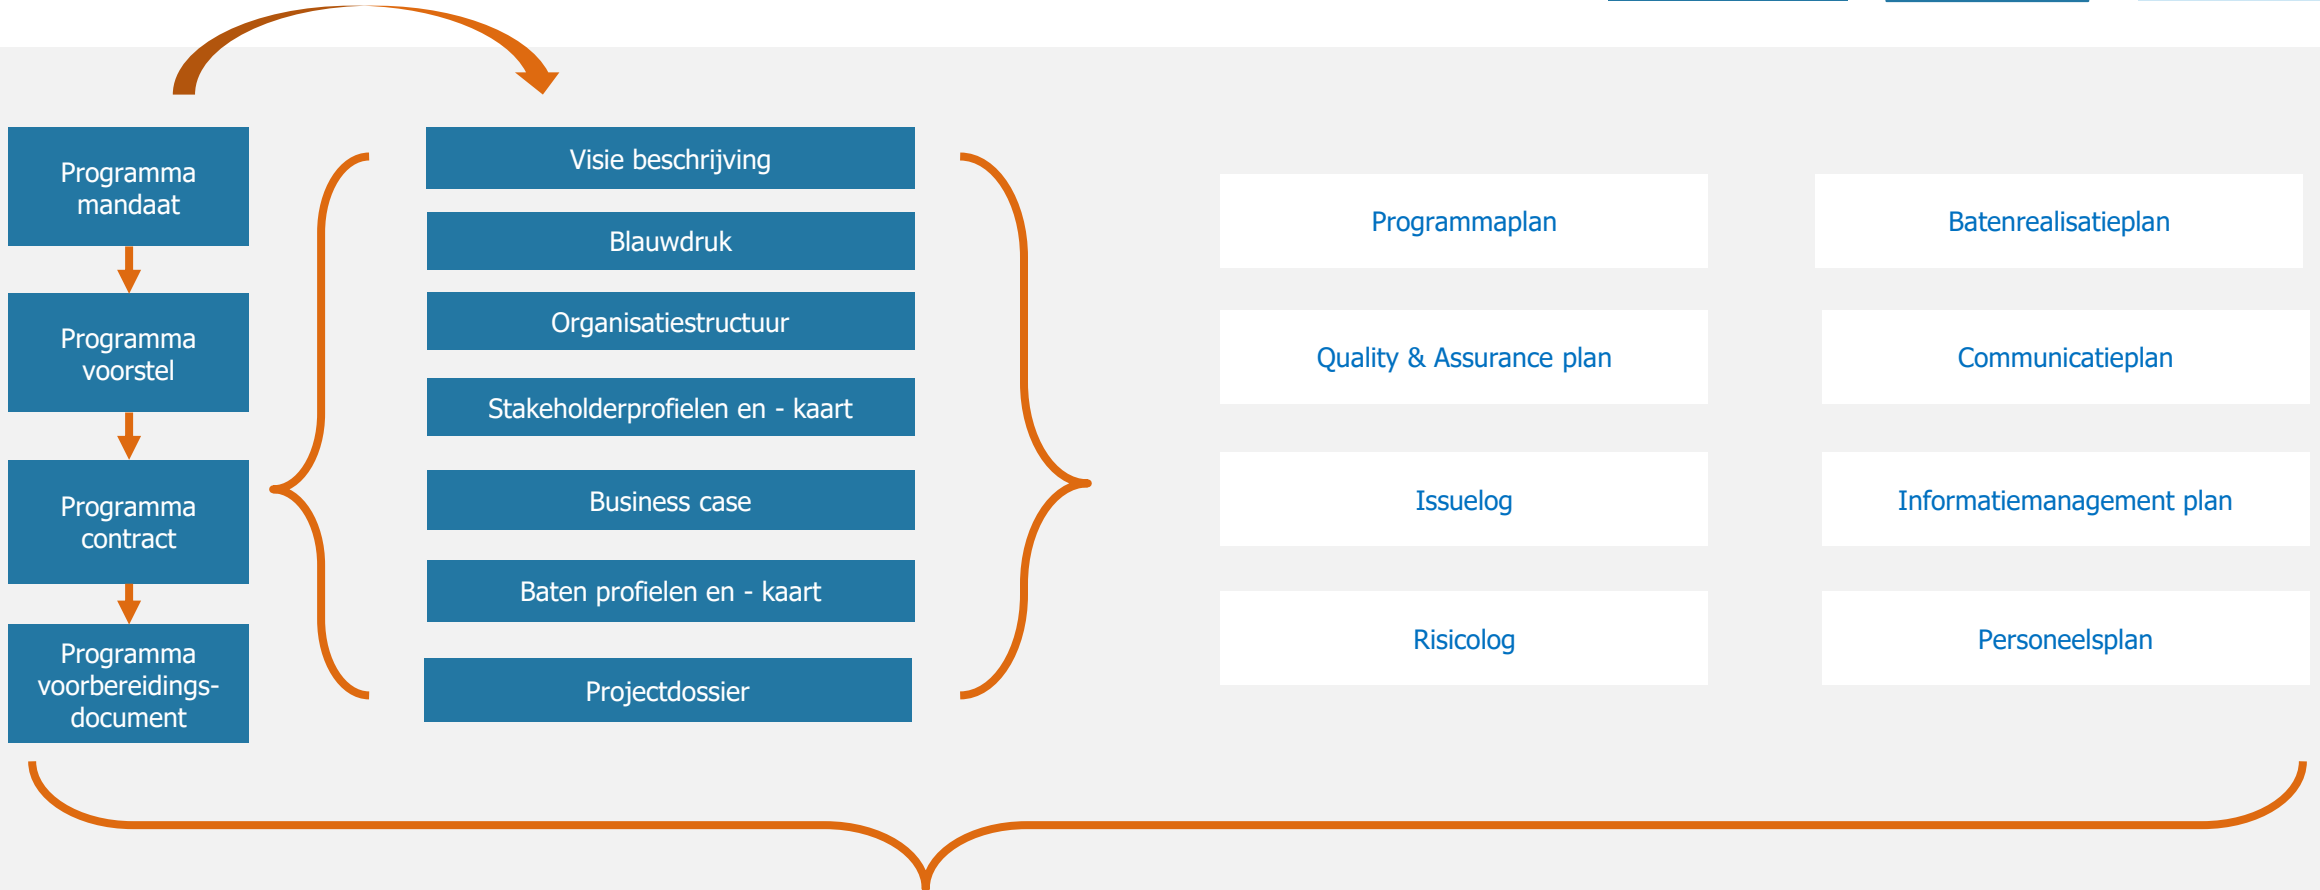 Programma
mandaat
Programma
voorstel
Programma
contract
Programma
voorbereidings-
document
Visie beschrijving
Blauwdruk
Organisatiestructuur
Stakeholderprofielen en - kaart
Business case
Baten profielen en - kaart
Projectdossier
Programmaplan
Quality & Assurance plan
Issuelog
Risicolog
Batenrealisatieplan
Communicatieplan
Informatiemanagement plan
Personeelsplan